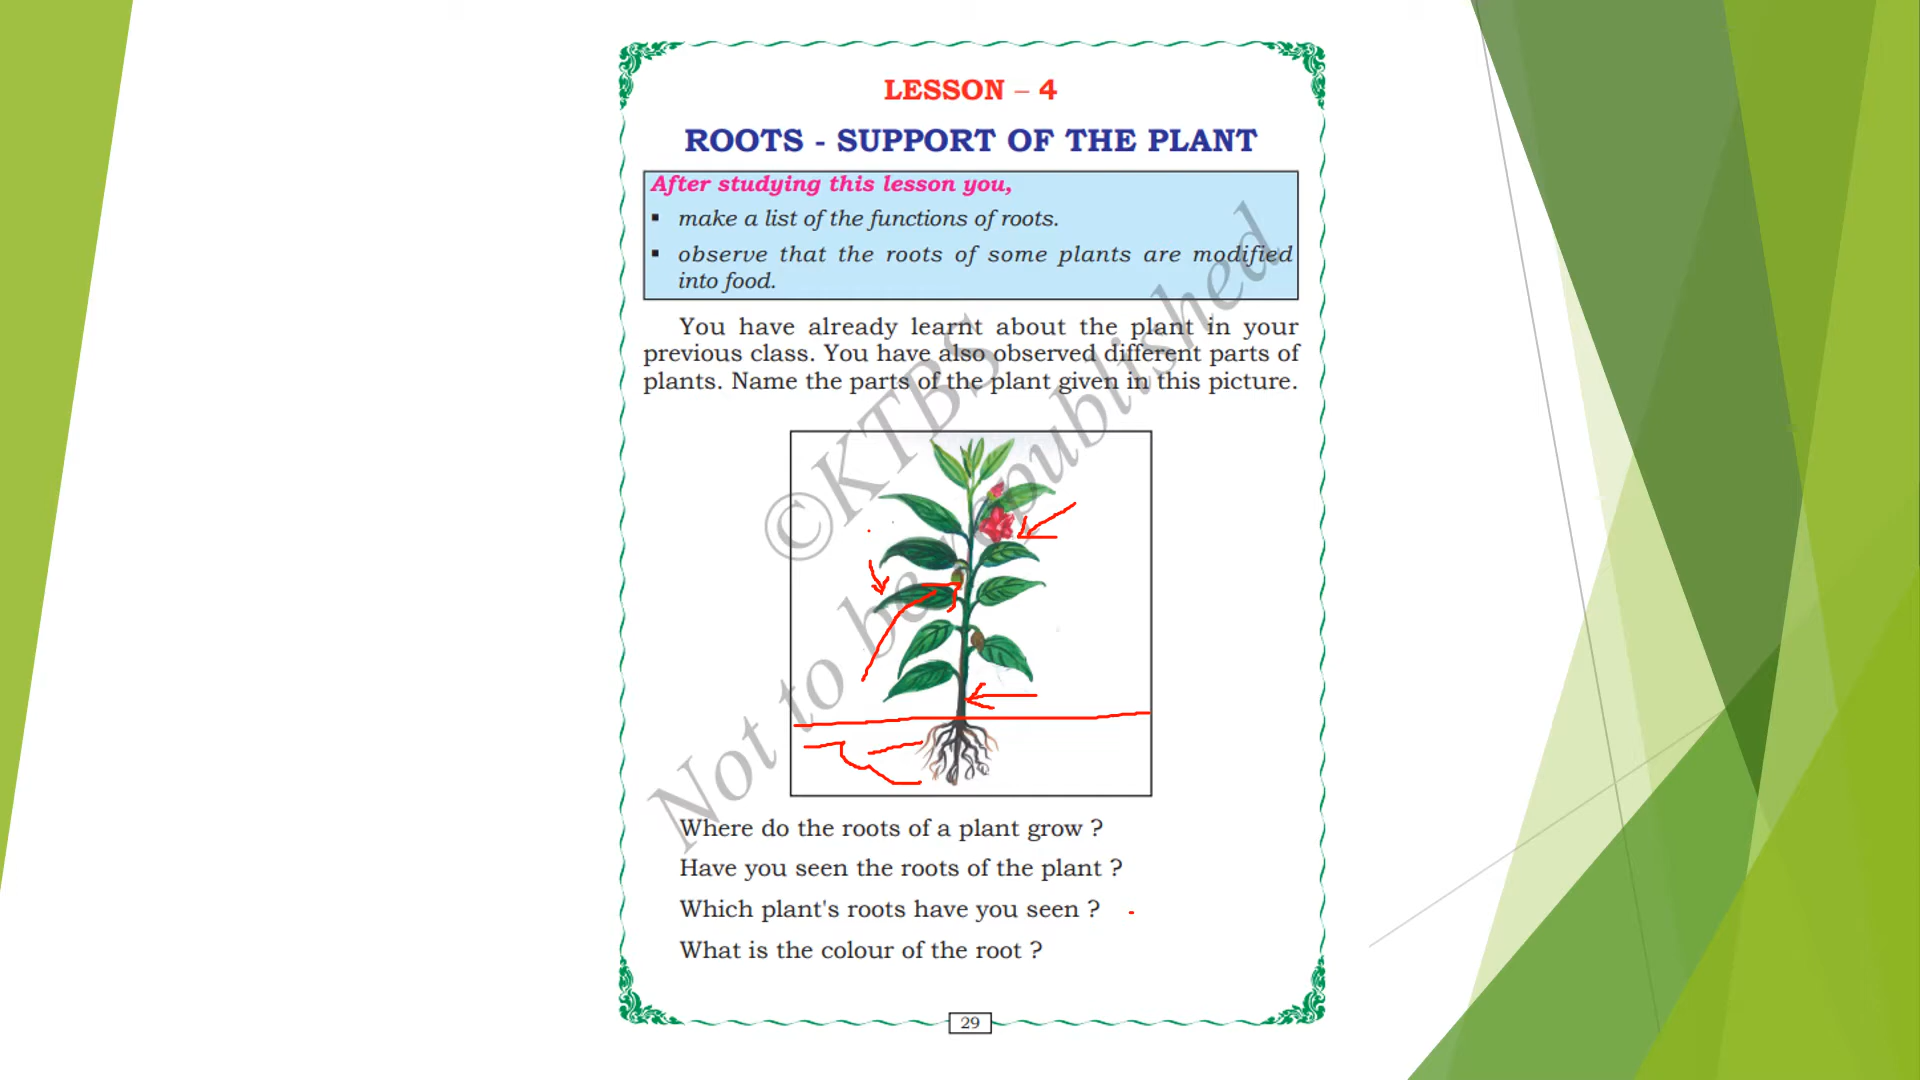 LESSON – 4
ROOTS - SUPPORT OF THE PLANT
After studying this lesson you,
▪ make a list of the functions of roots.
▪ observe that the roots of some plants are modified
into food.
You have already learnt about the plant in your
previous class. You have also observed different parts of
plants. Name the parts of the plant given in this picture.
©KTBS
Not to be republished
Where do the roots of a plant grow ?
Have you seen the roots of the plant ?
Which plant's roots have you seen ?
What is the colour of the root ?
29